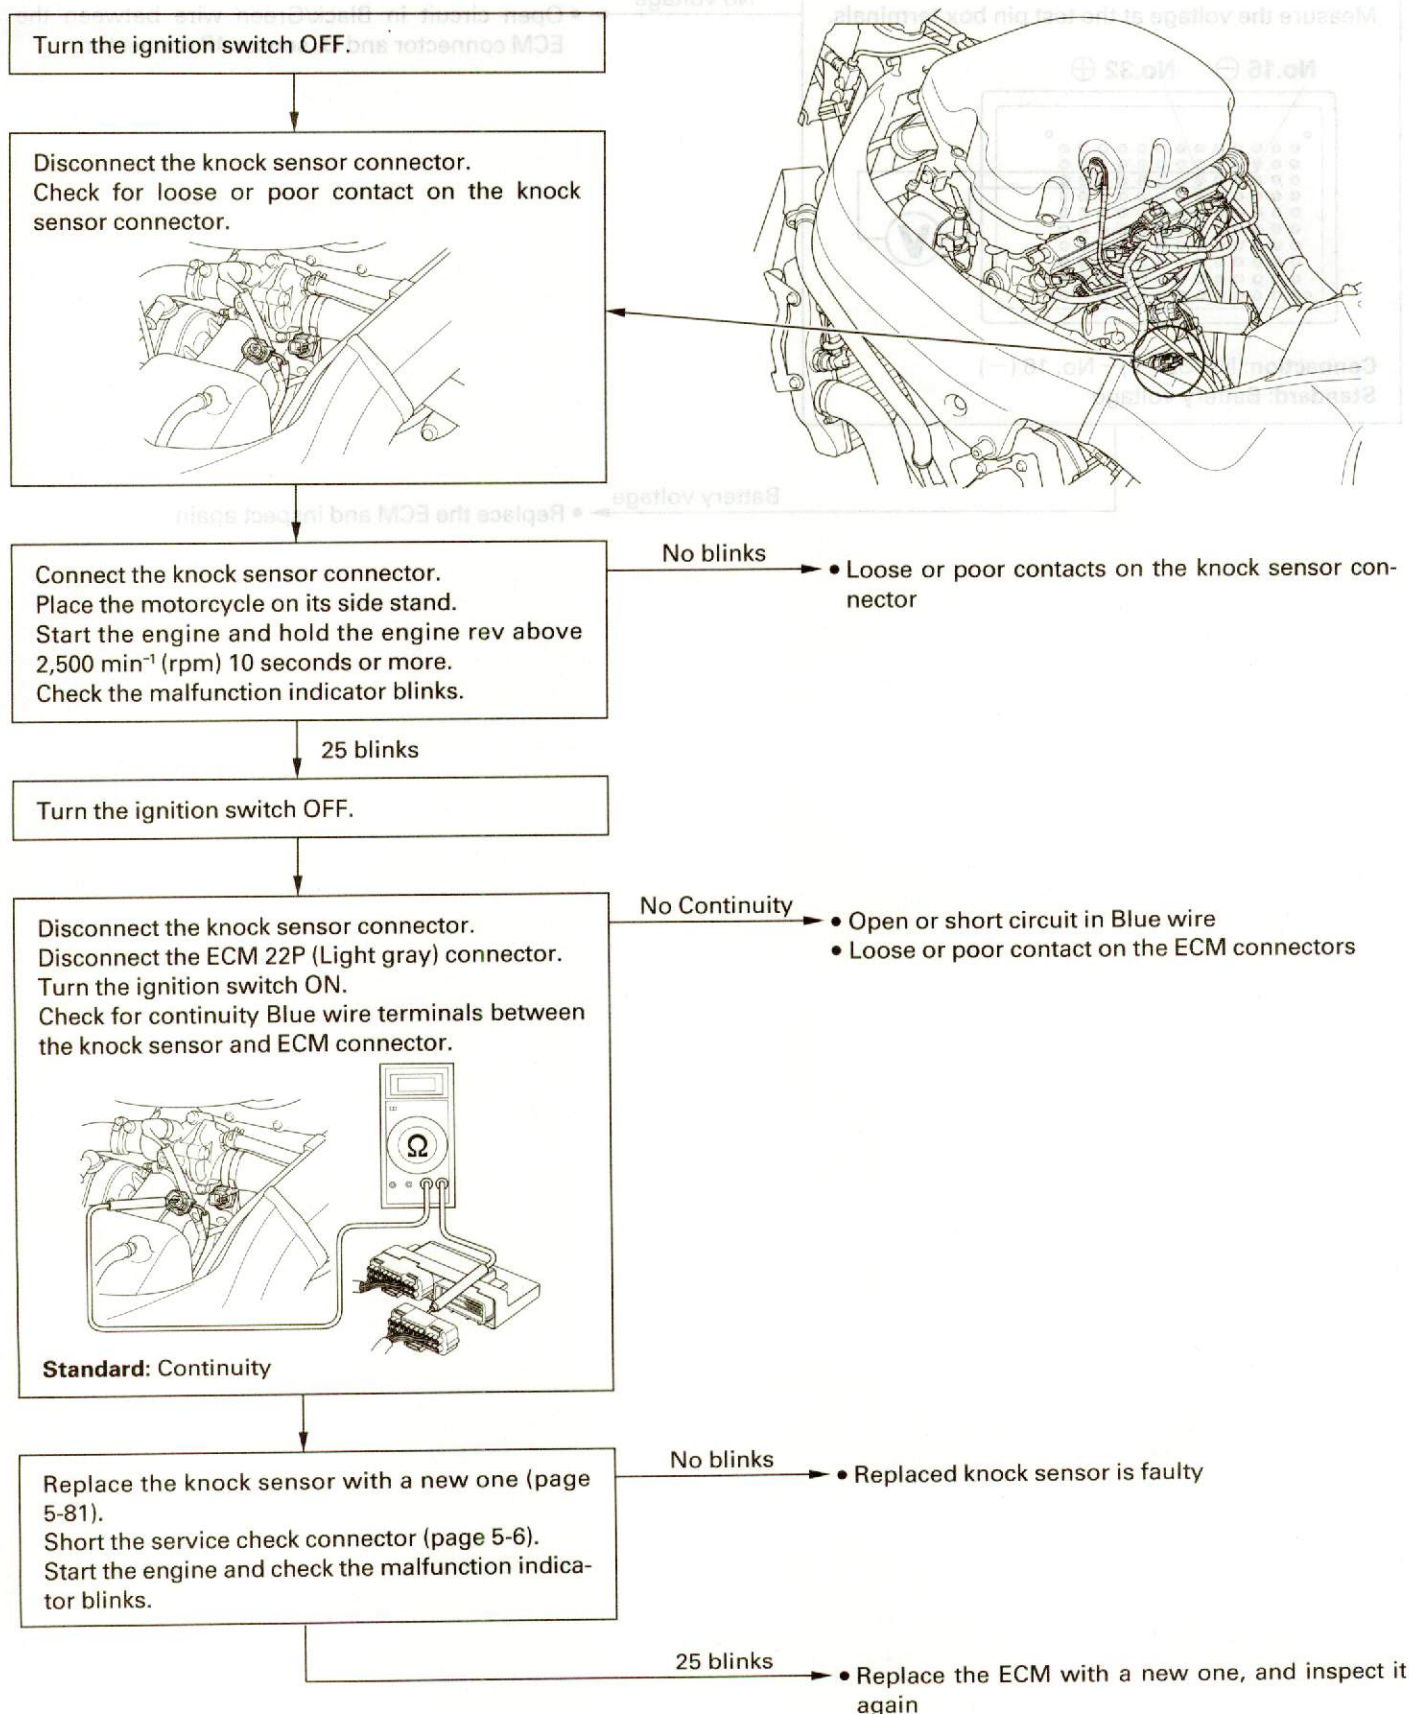 Turn the ignition switch OFF.
Disconnect the knock sensor connector.
Check for loose or poor contact on the knock
sensor connector.
Connect the knock sensor connector.
Place the motorcycle on its side stand.
Start the engine and hold the engine rev above
2,500 min⁻¹ (rpm) 10 seconds or more.
Check the malfunction indicator blinks.
No blinks
• Loose or poor contacts on the knock sensor con-
nector
25 blinks
Turn the ignition switch OFF.
Disconnect the knock sensor connector.
Disconnect the ECM 22P (Light gray) connector.
Turn the ignition switch ON.
Check for continuity Blue wire terminals between
the knock sensor and ECM connector.
Ω
Standard: Continuity
No Continuity
• Open or short circuit in Blue wire
• Loose or poor contact on the ECM connectors
Replace the knock sensor with a new one (page
5-81).
Short the service check connector (page 5-6).
Start the engine and check the malfunction indica-
tor blinks.
No blinks
• Replaced knock sensor is faulty
25 blinks
• Replace the ECM with a new one, and inspect it
again